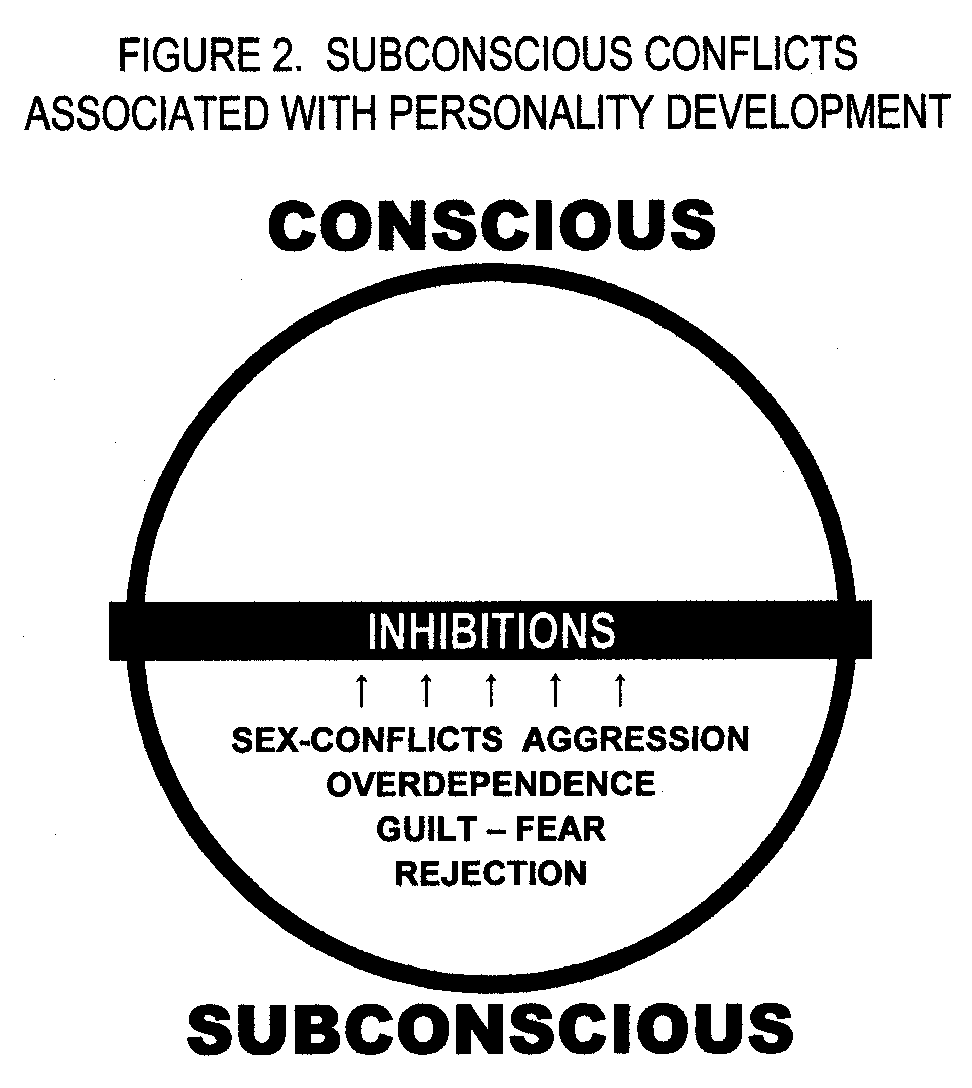 FIGURE 2. SUBCONSCIOUS CONFLICTS
ASSOCIATED WITH PERSONALITY DEVELOPMENT
CONSCIOUS
INHIBITIONS
↑ ↑ ↑ ↑ ↑
SEX-CONFLICTS AGGRESSION
OVERDEPENDENCE
GUILT – FEAR
REJECTION
SUBCONSCIOUS